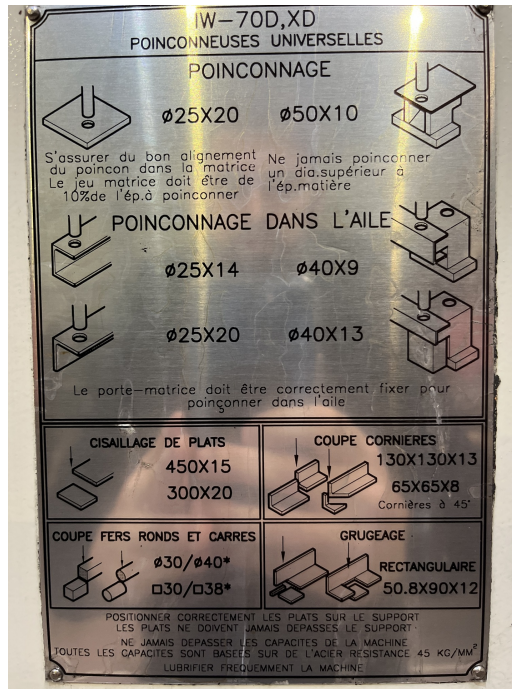 IW-70D,XD
POINCONNEUSES UNIVERSELLES
POINCONNAGE
ø25X20 ø50X10
S'assurer du bon alignement
du poincon dans la matrice
Le jeu matrice doit être de
10%de l'ép.à poinconner
Ne jamais poinconner
un dia.supérieur à
l'ép.matière
POINCONNAGE DANS L'AILE
ø25X14 ø40X9
ø25X20 ø40X13
Le porte-matrice doit être correctement fixer pour
poinçonner dans l'aile
CISAILLAGE DE PLATS
450X15
300X20
COUPE CORNIERES
130X130X13
65X65X8
Cornières à 45°
COUPE FERS RONDS ET CARRES
ø30/ø40*
□30/□38*
GRUGEAGE
RECTANGULAIRE
50.8X90X12
POSITIONNER CORRECTEMENT LES PLATS SUR LE SUPPORT
LES PLATS NE DOIVENT JAMAIS DEPASSES LE SUPPORT
NE JAMAIS DEPASSER LES CAPACITES DE LA MACHINE
TOUTES LES CAPACITES SONT BASEES SUR DE L'ACIER RESISTANCE 45 KG/MM²
LUBRIFIER FREQUEMMENT LA MACHINE